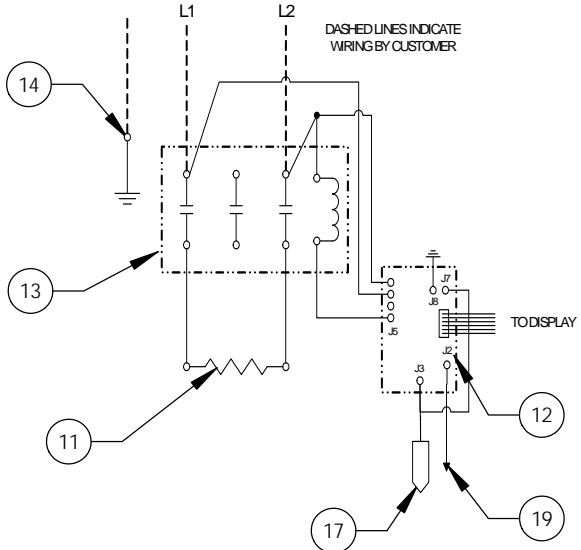 L1
L2
DASHED LINES INDICATE
WIRING BY CUSTOMER
14
13
J7
J8
TO DISPLAY
J5
J2
J3
12
11
17
19